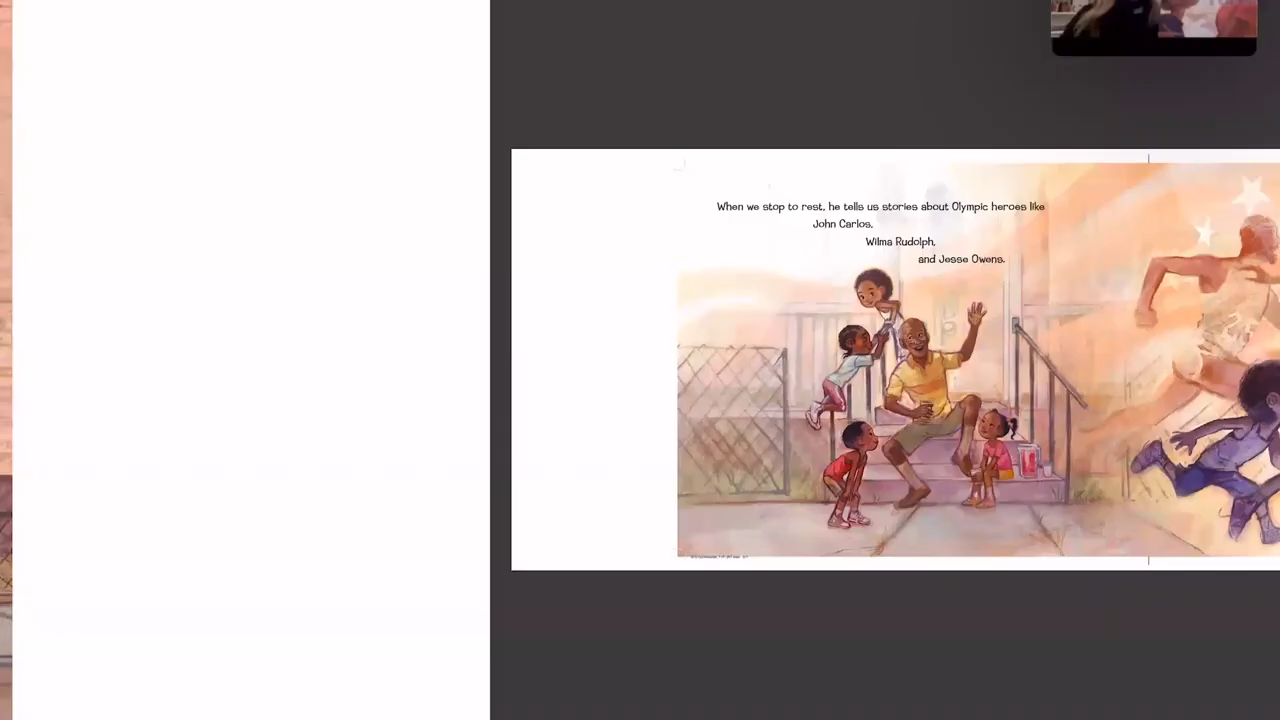 When we stop to rest, he tells us stories about Olympic heroes like
John Carlos,
Wilma Rudolph,
and Jesse Owens.